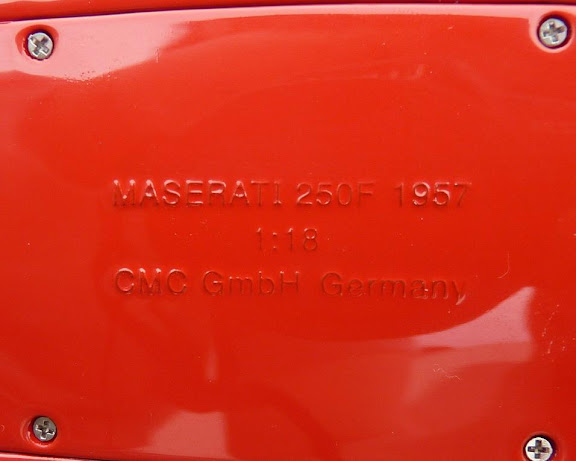 MASERATI 250F 1957
1:18
CMC GmbH Germany